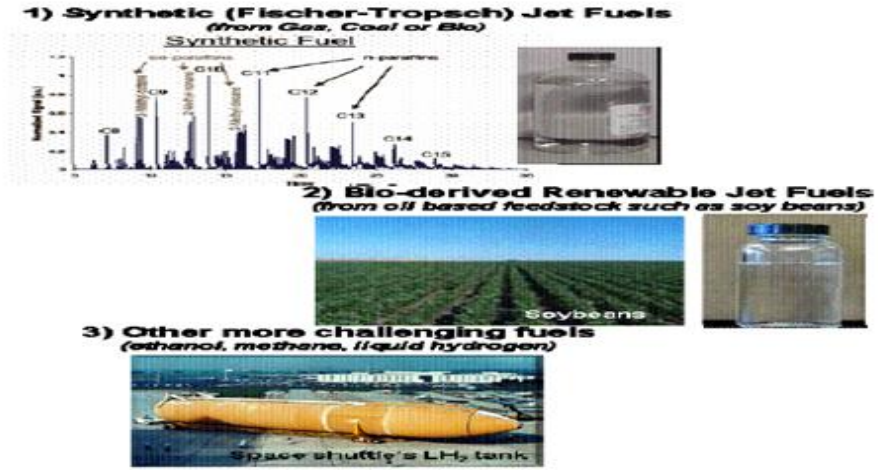 1) Synthetic (Fischer-Tropsch) Jet Fuels
(from Gas, Coal or Bio)
Synthetic Fuel
iso-paraffins
n-paraffins
C8
C9
C10
C11
C12
C13
C14
C15
2) Bio-derived Renewable Jet Fuels
(from oil based feedstock such as soy beans)
Soybeans
3) Other more challenging fuels
(ethanol, methane, liquid hydrogen)
Space shuttle's LH₂ tank